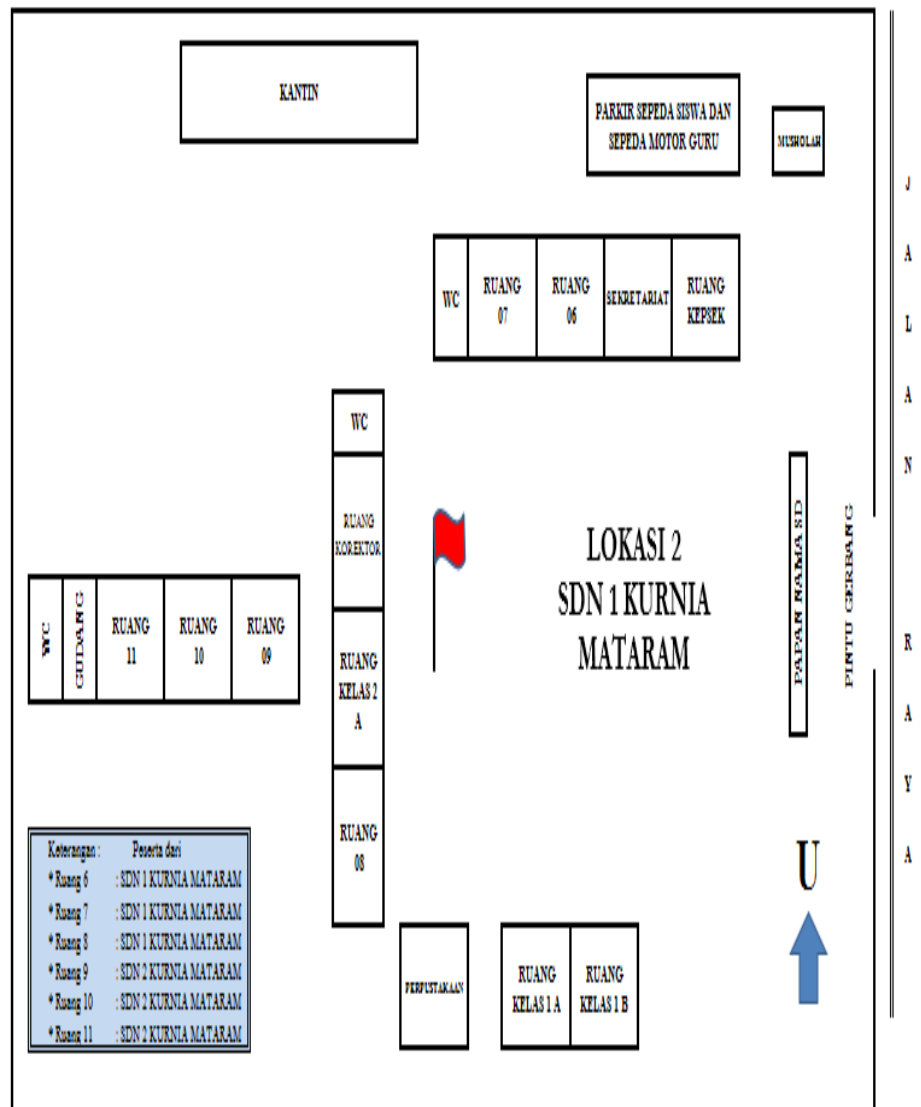 KANTIN
PARKIR SEPEDA SISWA DAN
SEPEDA MOTOR GURU
MUSHOLAH
WC
RUANG
07
RUANG
06
SEKRETARIAT
RUANG
KEPSEK
WC
RUANG
KOREKTOR
RUANG
KELAS 2
A
RUANG
08
WC
GUDANG
RUANG
11
RUANG
10
RUANG
09
LOKASI 2
SDN 1 KURNIA
MATARAM
PAPAN NAMA SD
PINTU GERBANG
JALAN RAYA
U
Keterangan : Peserta dari
* Ruang 6 : SDN 1 KURNIA MATARAM
* Ruang 7 : SDN 1 KURNIA MATARAM
* Ruang 8 : SDN 1 KURNIA MATARAM
* Ruang 9 : SDN 2 KURNIA MATARAM
* Ruang 10 : SDN 2 KURNIA MATARAM
* Ruang 11 : SDN 2 KURNIA MATARAM
PERPUSTAKAAN
RUANG
KELAS 1 A
RUANG
KELAS 1 B